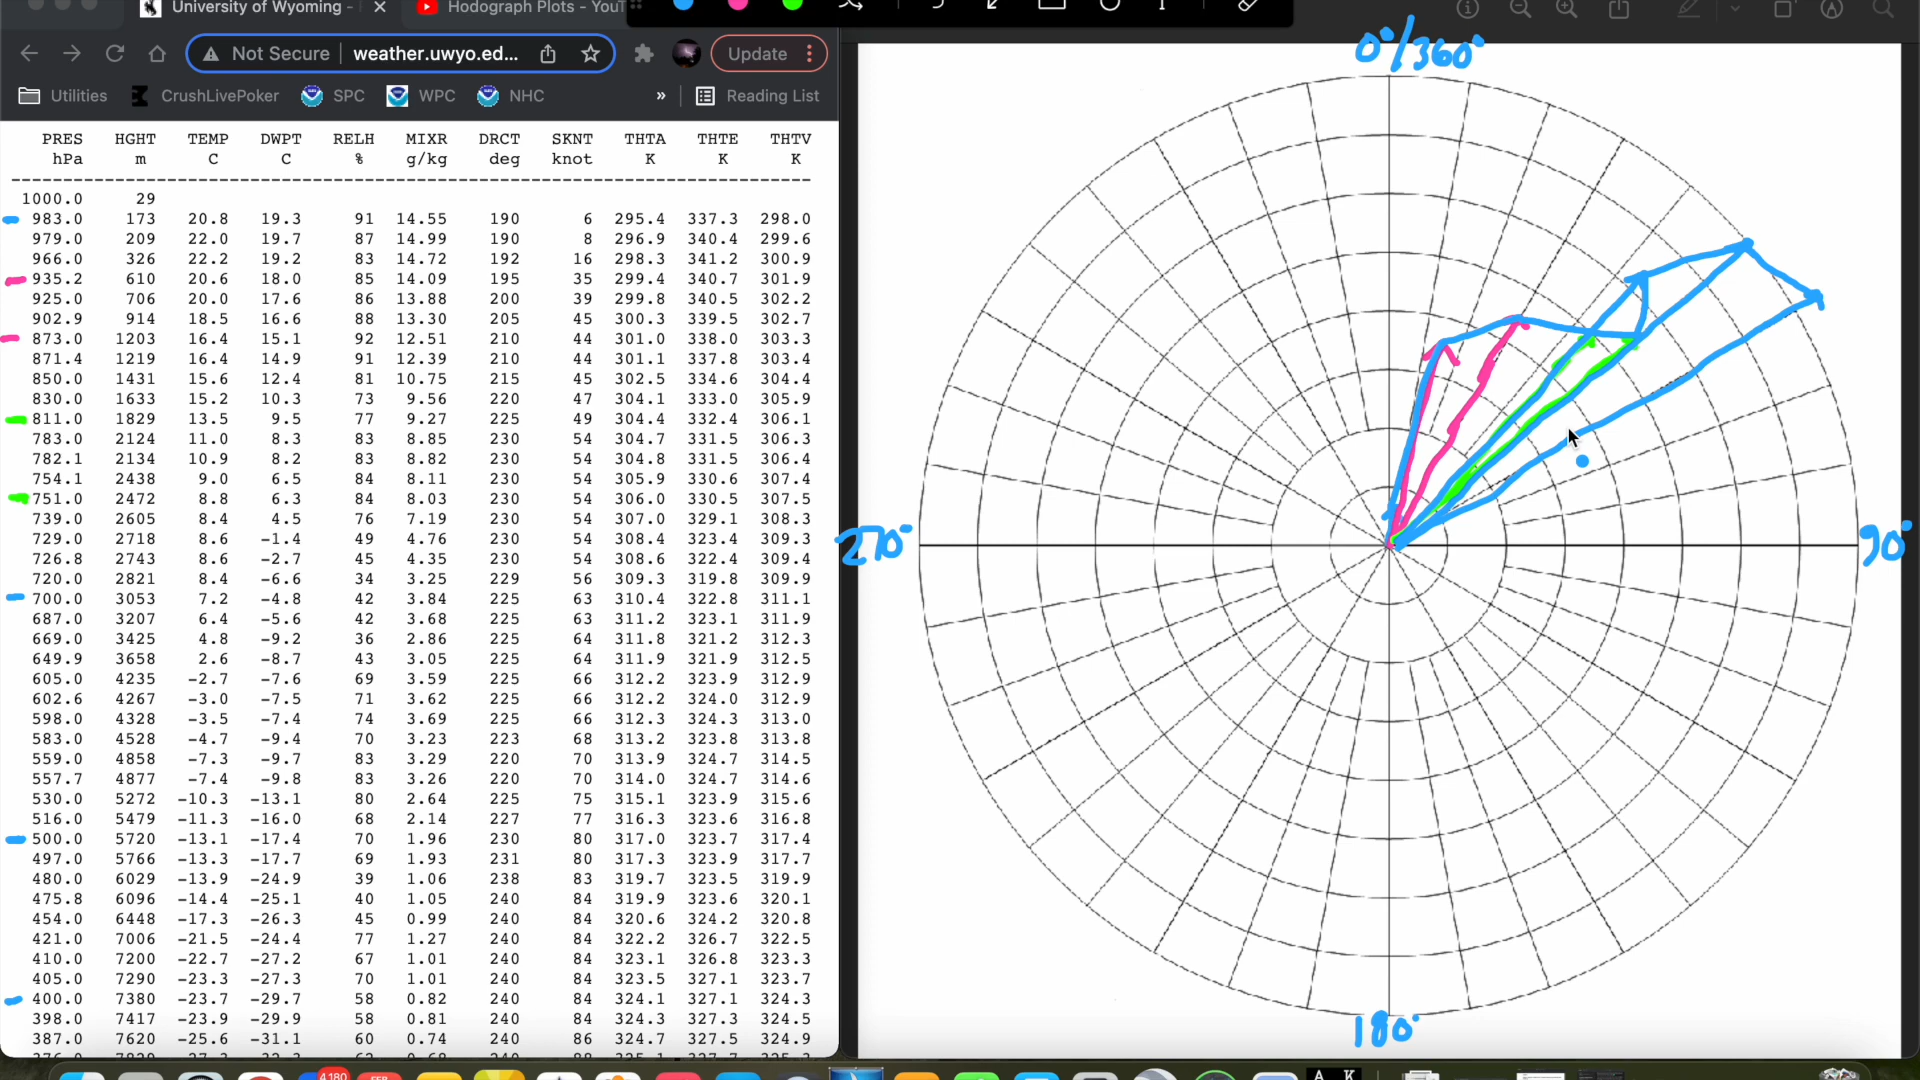 University of Wyoming -
Hodograph Plots - YouT
Not Secure weather.uwyo.ed...
Update
Utilities CrushLivePoker SPC WPC NHC » Reading List
PRES HGHT TEMP DWPT RELH MIXR DRCT SKNT THTA THTE THTV
hPa m C C % g/kg deg knot K K K
1000.0 29
983.0 173 20.8 19.3 91 14.55 190 6 295.4 337.3 298.0
979.0 209 22.0 19.7 87 14.99 190 8 296.9 340.4 299.6
966.0 326 22.2 19.2 83 14.72 192 16 298.3 341.2 300.9
935.2 610 20.6 18.0 85 14.09 195 35 299.4 340.7 301.9
925.0 706 20.0 17.6 86 13.88 200 39 299.8 340.5 302.2
902.9 914 18.5 16.6 88 13.30 205 45 300.3 339.5 302.7
873.0 1203 16.4 15.1 92 12.51 210 44 301.0 338.0 303.3
871.4 1219 16.4 14.9 91 12.39 210 44 301.1 337.8 303.4
850.0 1431 15.6 12.4 81 10.75 215 45 302.5 334.6 304.4
830.0 1633 15.2 10.3 73 9.56 220 47 304.1 333.0 305.9
811.0 1829 13.5 9.5 77 9.27 225 49 304.4 332.4 306.1
783.0 2124 11.0 8.3 83 8.85 230 54 304.7 331.5 306.3
782.1 2134 10.9 8.2 83 8.82 230 54 304.8 331.5 306.4
754.1 2438 9.0 6.5 84 8.11 230 54 305.9 330.6 307.4
751.0 2472 8.8 6.3 84 8.03 230 54 306.0 330.5 307.5
739.0 2605 8.4 4.5 76 7.19 230 54 307.0 329.1 308.3
729.0 2718 8.6 -1.4 49 4.76 230 54 308.4 323.4 309.3
726.8 2743 8.6 -2.7 45 4.35 230 54 308.6 322.4 309.4
720.0 2821 8.4 -6.6 34 3.25 229 56 309.3 319.8 309.9
700.0 3053 7.2 -4.8 42 3.84 225 63 310.4 322.8 311.1
687.0 3207 6.4 -5.6 42 3.68 225 63 311.2 323.1 311.9
669.0 3425 4.8 -9.2 36 2.86 225 64 311.8 321.2 312.3
649.9 3658 2.6 -8.7 43 3.05 225 64 311.9 321.9 312.5
605.0 4235 -2.7 -7.6 69 3.59 225 66 312.2 323.9 312.9
602.6 4267 -3.0 -7.5 71 3.62 225 66 312.2 324.0 312.9
598.0 4328 -3.5 -7.4 74 3.69 225 66 312.3 324.3 313.0
583.0 4528 -4.7 -9.4 70 3.23 223 68 313.2 323.8 313.8
559.0 4858 -7.3 -9.7 83 3.29 220 70 313.9 324.7 314.5
557.7 4877 -7.4 -9.8 83 3.26 220 70 314.0 324.7 314.6
530.0 5272 -10.3 -13.1 80 2.64 225 75 315.1 323.9 315.6
516.0 5479 -11.3 -16.0 68 2.14 227 77 316.3 323.6 316.8
500.0 5720 -13.1 -17.4 70 1.96 230 80 317.0 323.7 317.4
497.0 5766 -13.3 -17.7 69 1.93 231 80 317.3 323.9 317.7
480.0 6029 -13.9 -24.9 39 1.06 238 83 319.7 323.5 319.9
475.8 6096 -14.4 -25.1 40 1.05 240 84 319.9 323.6 320.1
454.0 6448 -17.3 -26.3 45 0.99 240 84 320.6 324.2 320.8
421.0 7006 -21.5 -24.4 77 1.27 240 84 322.2 326.7 322.5
410.0 7200 -22.7 -27.2 67 1.01 240 84 323.1 326.8 323.3
405.0 7290 -23.3 -27.3 70 1.01 240 84 323.5 327.1 323.7
400.0 7380 -23.7 -29.7 58 0.82 240 84 324.1 327.1 324.3
398.0 7417 -23.9 -29.9 58 0.81 240 84 324.3 327.3 324.5
387.0 7620 -25.6 -31.1 60 0.74 240 86 324.7 327.5 324.9
0°/360°
270°
90°
180°
4,180
FEB